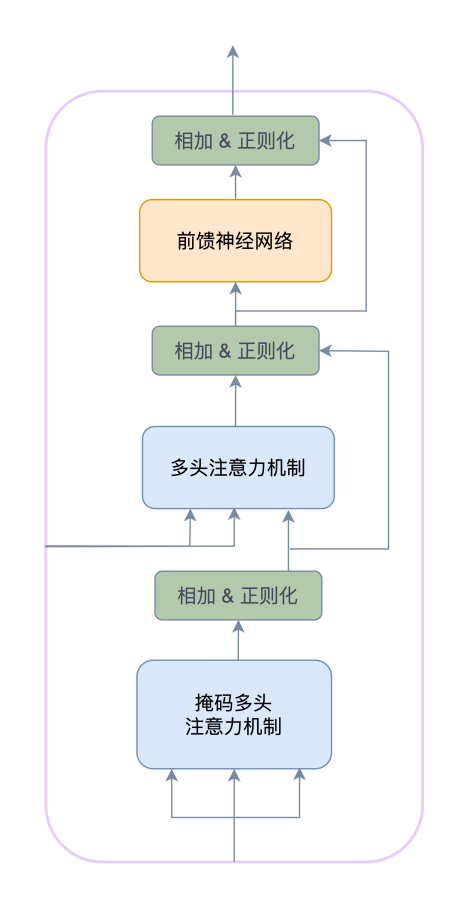 相加 & 正则化
前馈神经网络
相加 & 正则化
多头注意力机制
相加 & 正则化
掩码多头
注意力机制